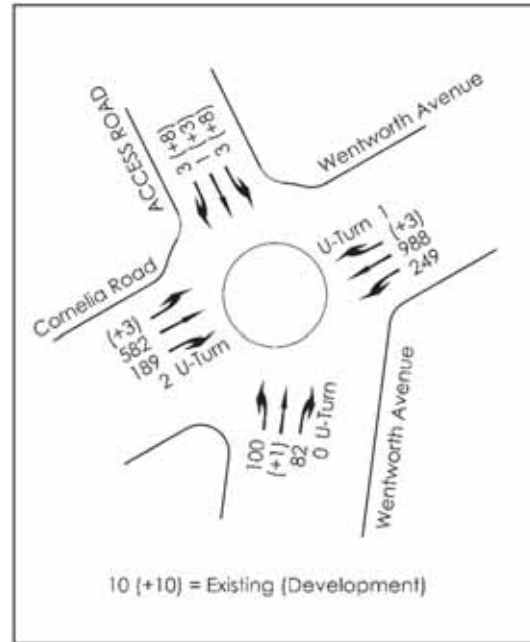 ACCESS ROAD
3 (+8)
1 (+3)
3 (+8)
Wentworth Avenue
U-Turn 1
(+3)
988
249
Cornelia Road
(+3)
582
189
2 U-Turn
100
(+1)
82
0 U-Turn
Wentworth Avenue
10 (+10) = Existing (Development)